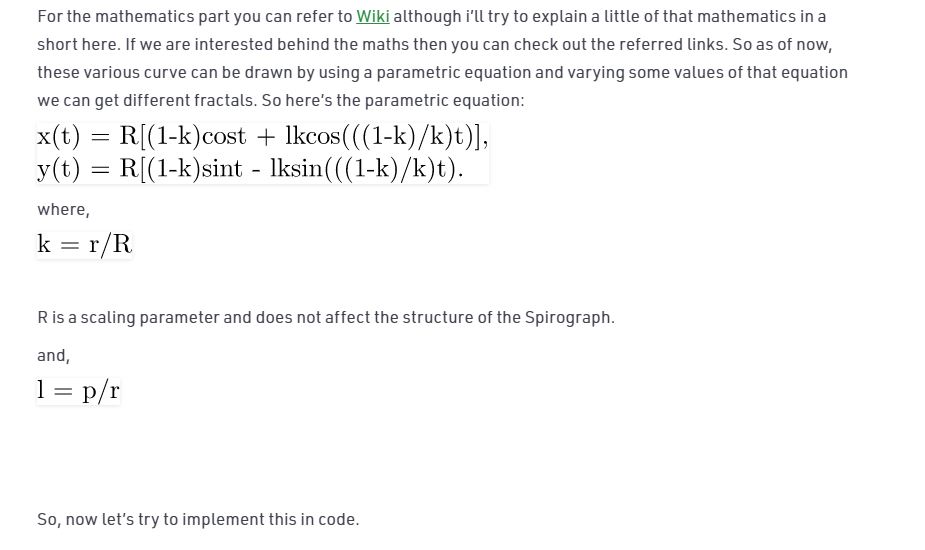 For the mathematics part you can refer to Wiki although i'll try to explain a little of that mathematics in a
short here. If we are interested behind the maths then you can check out the referred links. So as of now,
these various curve can be drawn by using a parametric equation and varying some values of that equation
we can get different fractals. So here's the parametric equation:
x(t) = R[(1-k)cost + lkcos(((1-k)/k)t)],
y(t) = R[(1-k)sint - lksin(((1-k)/k)t).
where,
k = r/R
R is a scaling parameter and does not affect the structure of the Spirograph.
and,
l = p/r
So, now let's try to implement this in code.